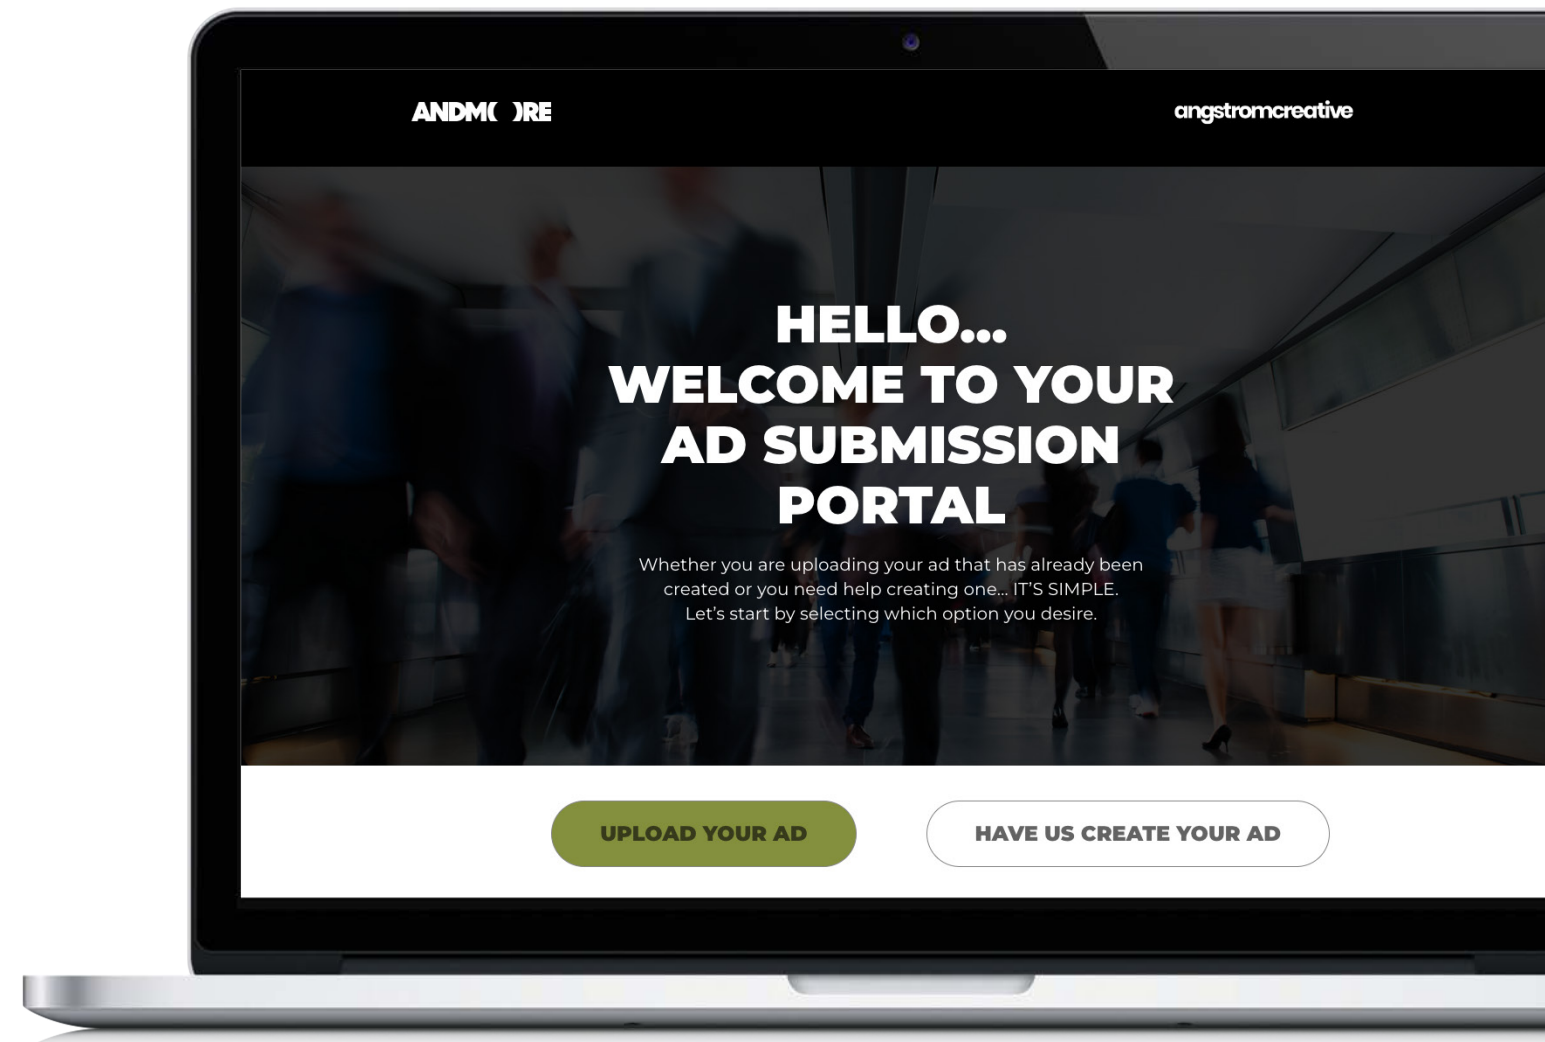 ANDM( )RE
angstromcreative
HELLO...
WELCOME TO YOUR
AD SUBMISSION
PORTAL
Whether you are uploading your ad that has already been
created or you need help creating one... IT'S SIMPLE.
Let's start by selecting which option you desire.
UPLOAD YOUR AD
HAVE US CREATE YOUR AD